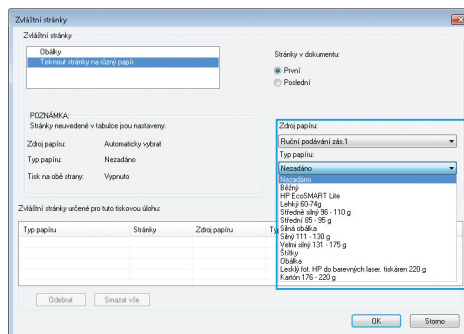 Zvláštní stránky
Zvláštní stránky
Obálky
Tisknout stránky na různý papír
Stránky v dokumentu:
První
Poslední
POZNÁMKA:
Stránky neuvedené v tabulce jsou nastaveny:
Zdroj papíru: Automaticky vybrat
Typ papíru: Nezadáno
Tisk na obě strany: Vypnuto
Zdroj papíru:
Ruční podávání zás.1
Typ papíru:
Nezadáno
Nezadáno
Běžný
HP EcoSMART Lite
Lehký 60-74g
Středně silný 96 - 110 g
Střední 85 - 95 g
Silná obálka
Silný 111 - 130 g
Velmi silný 131 - 175 g
Štítky
Obálka
Lesklý fot. HP do barevných laser. tiskáren 220 g
Kartón 176 - 220 g
Zvláštní stránky určené pro tuto tiskovou úlohu:
Typ papíru Stránky Zdroj papíru Ty
Odebrat Smazat vše
OK Storno